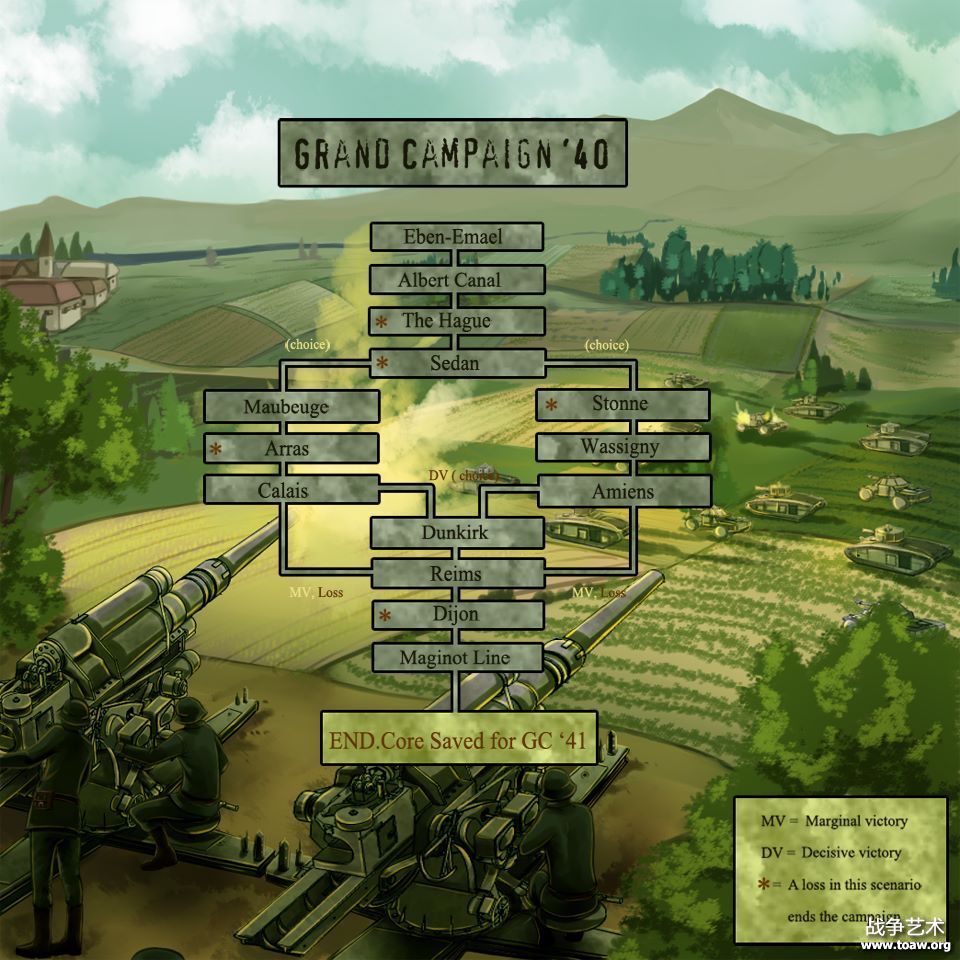 GRAND CAMPAIGN '40
Eben-Emael
Albert Canal
* The Hague
(choice)
(choice)
* Sedan
Maubeuge
* Stonne
* Arras
Wassigny
DV ( choice)
Calais
Amiens
Dunkirk
Reims
MV, Loss
MV, Loss
* Dijon
Maginot Line
END.Core Saved for GC '41
MV = Marginal victory
DV = Decisive victory
*= A loss in this scenario
ends the campaign
战争艺术
www.toaw.org